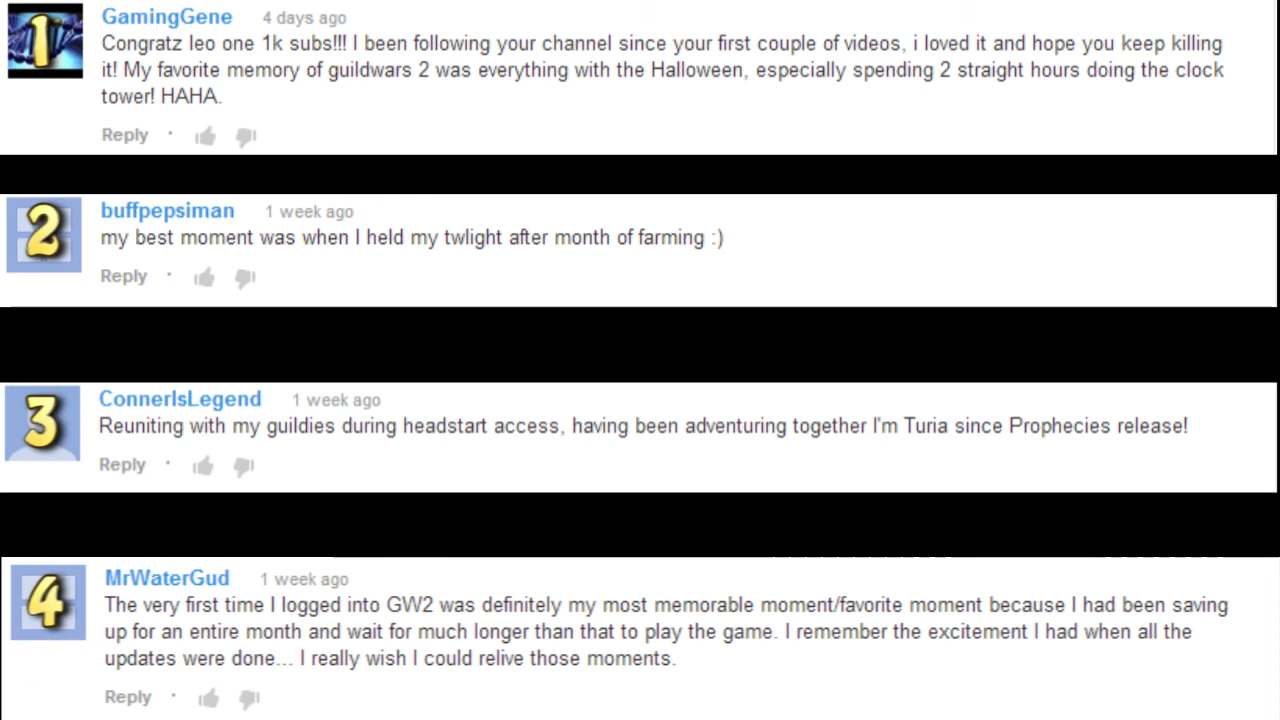 1
GamingGene 4 days ago
Congratz leo one 1k subs!!! I been following your channel since your first couple of videos, i loved it and hope you keep killing
it! My favorite memory of guildwars 2 was everything with the Halloween, especially spending 2 straight hours doing the clock
tower! HAHA.
Reply ·
2
buffpepsiman 1 week ago
my best moment was when I held my twlight after month of farming :)
Reply ·
3
ConnerIsLegend 1 week ago
Reuniting with my guildies during headstart access, having been adventuring together I'm Turia since Prophecies release!
Reply ·
4
MrWaterGud 1 week ago
The very first time I logged into GW2 was definitely my most memorable moment/favorite moment because I had been saving
up for an entire month and wait for much longer than that to play the game. I remember the excitement I had when all the
updates were done... I really wish I could relive those moments.
Reply ·